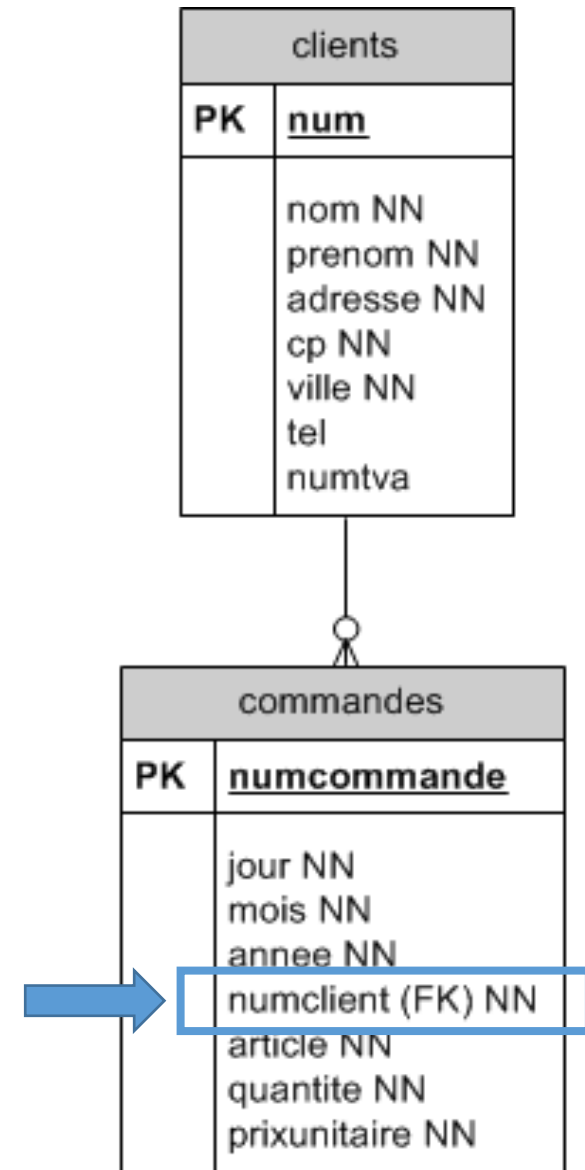 clients
PK num
nom NN
prenom NN
adresse NN
cp NN
ville NN
tel
numtva
commandes
PK numcommande
jour NN
mois NN
annee NN
numclient (FK) NN
article NN
quantite NN
prixunitaire NN